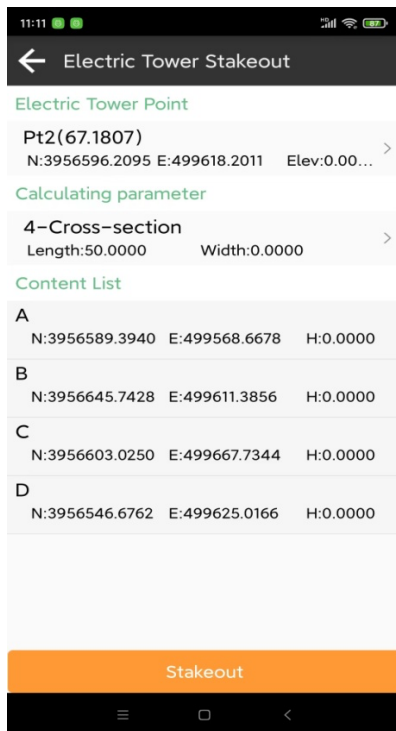 11:11 HD 87
Electric Tower Stakeout
Electric Tower Point
Pt2(67.1807)
N:3956596.2095 E:499618.2011 Elev:0.00...
Calculating parameter
4-Cross-section
Length:50.0000 Width:0.0000
Content List
A
N:3956589.3940 E:499568.6678 H:0.0000
B
N:3956645.7428 E:499611.3856 H:0.0000
C
N:3956603.0250 E:499667.7344 H:0.0000
D
N:3956546.6762 E:499625.0166 H:0.0000
Stakeout